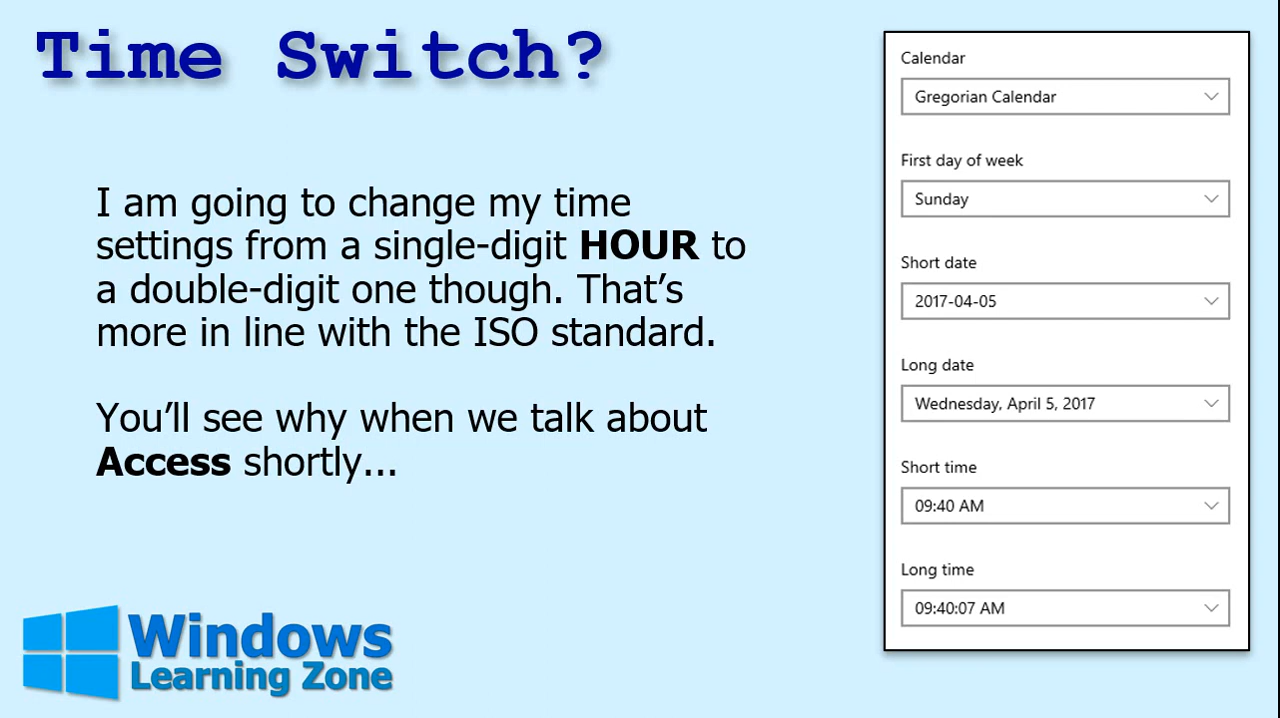 Time Switch?
I am going to change my time
settings from a single-digit HOUR to
a double-digit one though. That's
more in line with the ISO standard.
You'll see why when we talk about
Access shortly...
Windows
Learning Zone
Calendar
Gregorian Calendar
First day of week
Sunday
Short date
2017-04-05
Long date
Wednesday, April 5, 2017
Short time
09:40 AM
Long time
09:40:07 AM